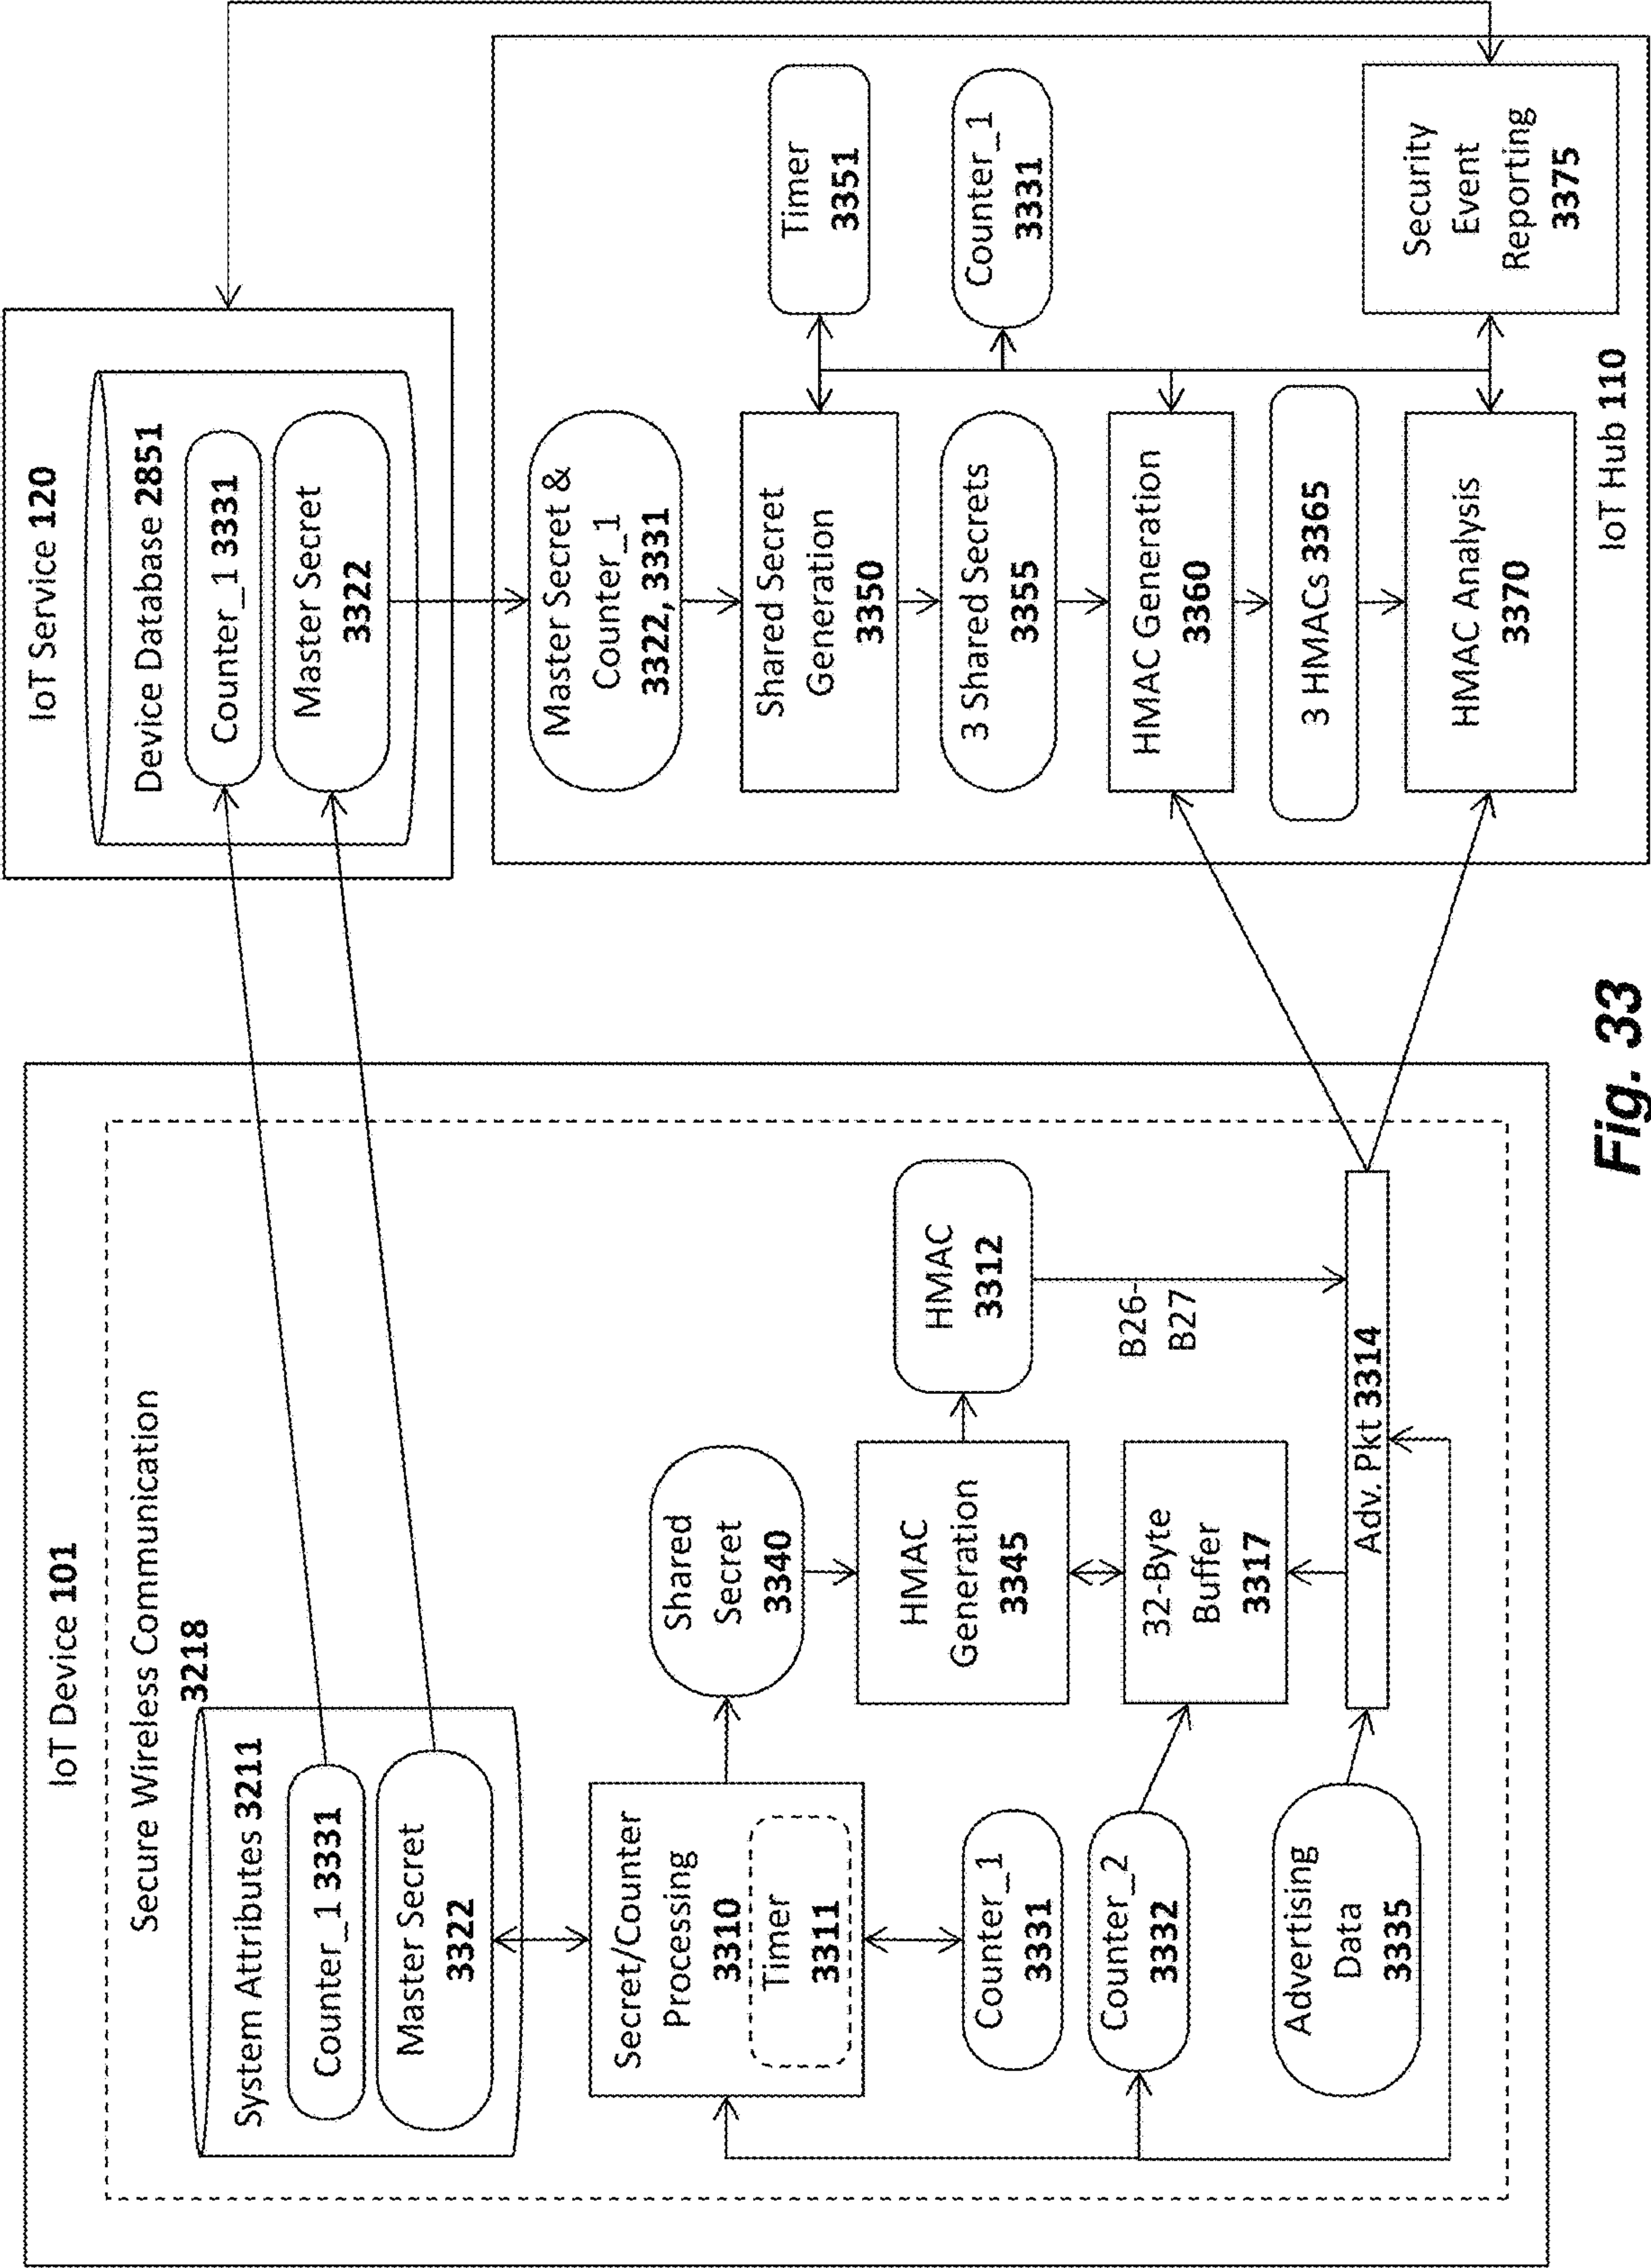 IoT Device 101
Secure Wireless Communication
3218
System Attributes 3211
Counter_1 3331
Master Secret
3322
Secret/Counter
Processing
3310
Timer
3311
Counter_1
3331
Counter_2
3332
Advertising
Data
3335
Shared
Secret
3340
HMAC
Generation
3345
32-Byte
Buffer
3317
HMAC
3312
B26-
B27
Adv. Pkt 3314
IoT Service 120
Device Database 2851
Counter_1 3331
Master Secret
3322
Master Secret &
Counter_1
3322, 3331
Shared Secret
Generation
3350
3 Shared Secrets
3355
HMAC Generation
3360
3 HMACs 3365
HMAC Analysis
3370
Timer
3351
Counter_1
3331
Security
Event
Reporting
3375
IoT Hub 110
Fig. 33